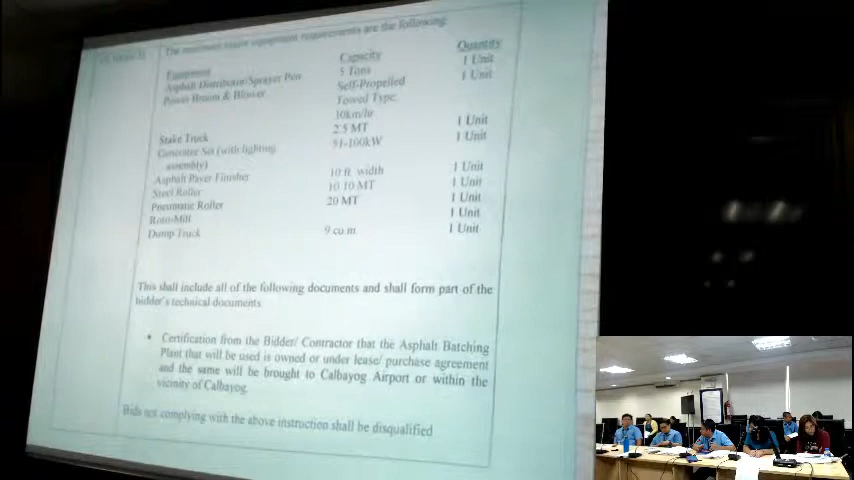 The minimum major equipment requirements are the following:
Equipment Capacity Quantity
Asphalt Distributor/Sprayer Pen 5 Tons 1 Unit
Power Broom & Blower Self-Propelled 1 Unit
Towed Type,
10km/hr
Stake Truck 2.5 MT 1 Unit
Generator Set (with lighting 51-100kW 1 Unit
assembly)
Asphalt Paver Finisher 10 ft. width 1 Unit
Steel Roller 10 10 MT 1 Unit
Pneumatic Roller 20 MT 1 Unit
Roto-Mill 1 Unit
Dump Truck 9 cu m 1 Unit
This shall include all of the following documents and shall form part of the
bidder's technical documents
• Certification from the Bidder/ Contractor that the Asphalt Batching
Plant that will be used is owned or under lease/ purchase agreement
and the same will be brought to Calbayog Airport or within the
vicinity of Calbayog.
Bids not complying with the above instruction shall be disqualified